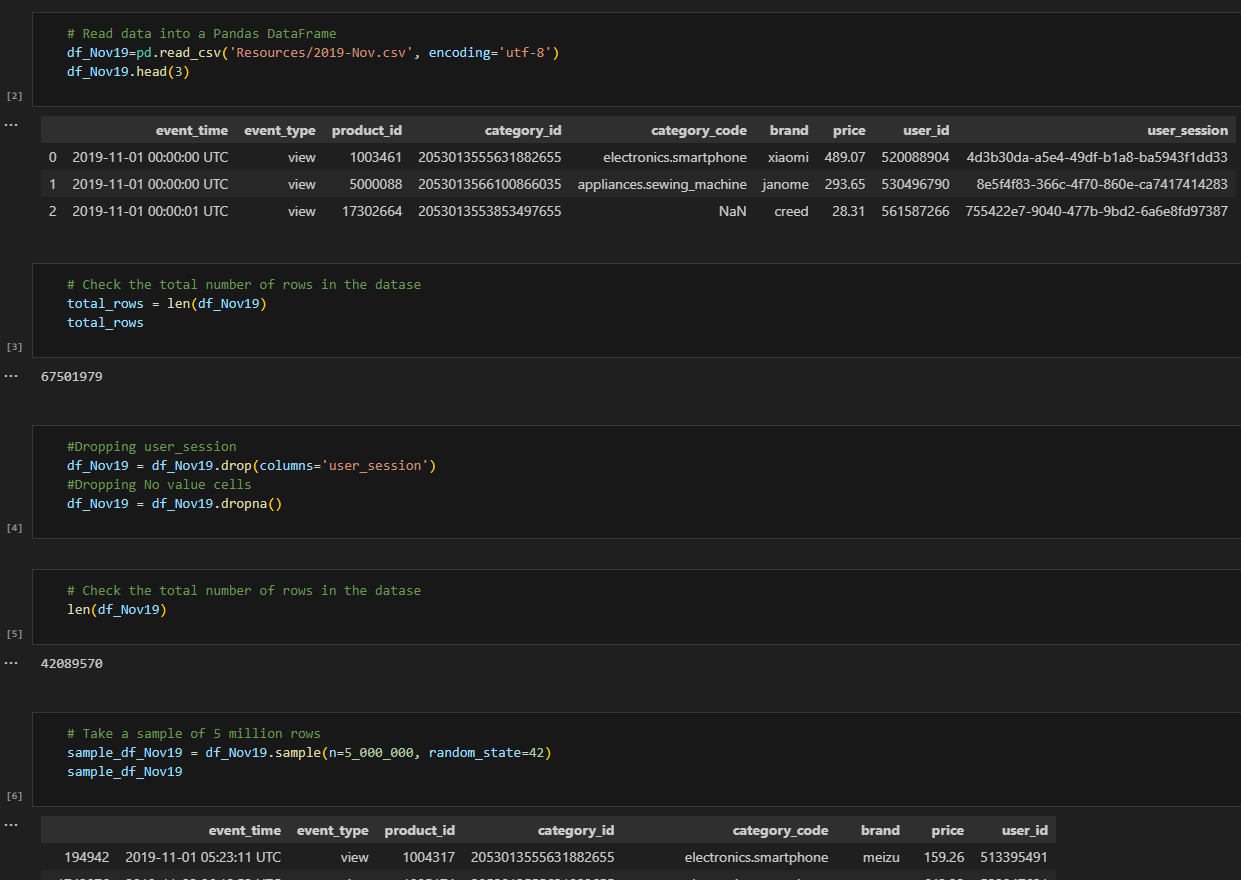 # Read data into a Pandas DataFrame
df_Nov19=pd.read_csv('Resources/2019-Nov.csv', encoding='utf-8')
df_Nov19.head(3)
[2]
...
event_time event_type product_id category_id category_code brand price user_id user_session
0 2019-11-01 00:00:00 UTC view 1003461 2053013555631882655 electronics.smartphone xiaomi 489.07 520088904 4d3b30da-a5e4-49df-b1a8-ba5943f1dd33
1 2019-11-01 00:00:00 UTC view 5000088 2053013566100866035 appliances.sewing_machine janome 293.65 530496790 8e5f4f83-366c-4f70-860e-ca7417414283
2 2019-11-01 00:00:01 UTC view 17302664 2053013553853497655 NaN creed 28.31 561587266 755422e7-9040-477b-9bd2-6a6e8fd97387
# Check the total number of rows in the datase
total_rows = len(df_Nov19)
total_rows
[3]
...
67501979
#Dropping user_session
df_Nov19 = df_Nov19.drop(columns='user_session')
#Dropping No value cells
df_Nov19 = df_Nov19.dropna()
[4]
# Check the total number of rows in the datase
len(df_Nov19)
[5]
...
42089570
# Take a sample of 5 million rows
sample_df_Nov19 = df_Nov19.sample(n=5_000_000, random_state=42)
sample_df_Nov19
[6]
...
event_time event_type product_id category_id category_code brand price user_id
194942 2019-11-01 05:23:11 UTC view 1004317 2053013555631882655 electronics.smartphone meizu 159.26 513395491